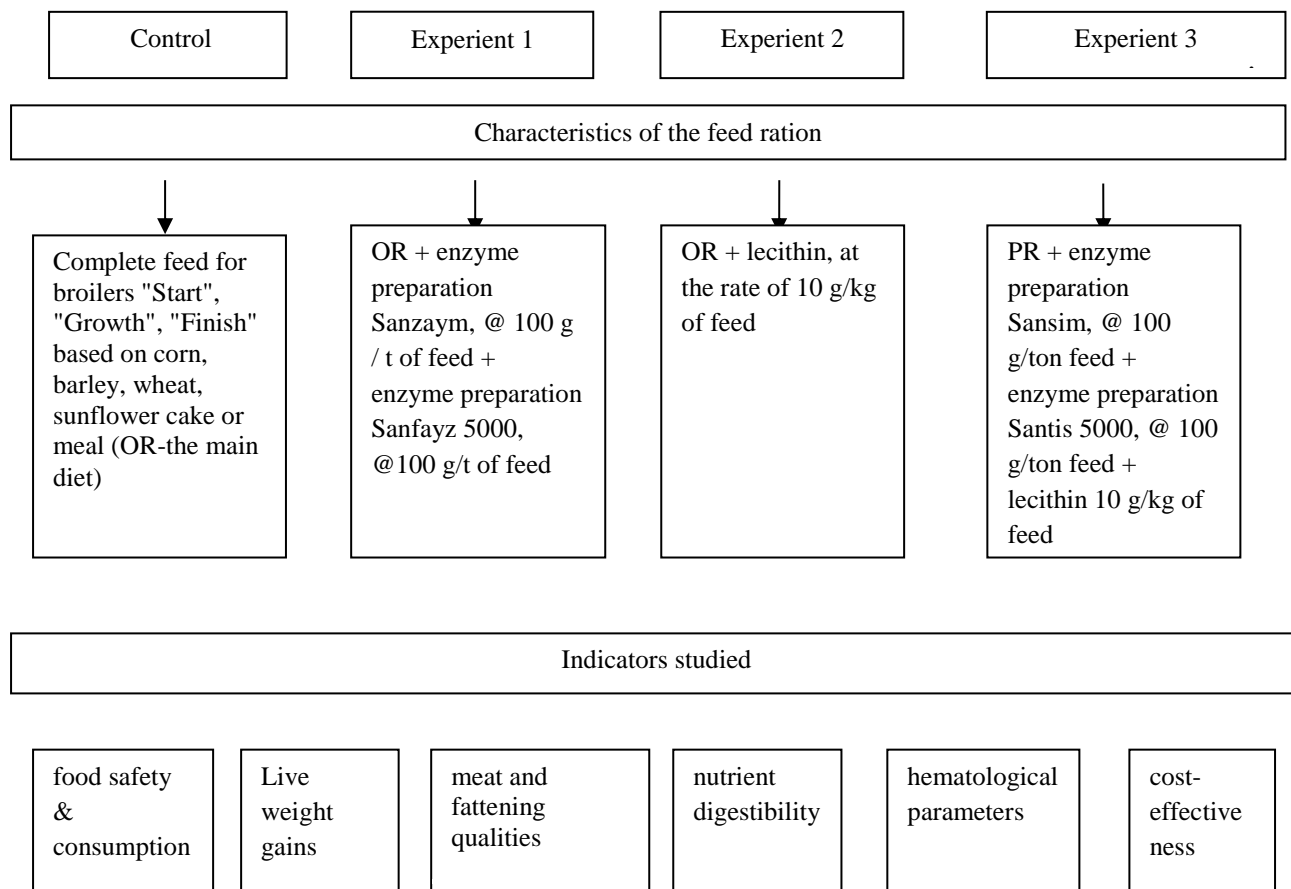 Control
Experient 1
Experient 2
Experient 3
Characteristics of the feed ration
Complete feed for
broilers "Start",
"Growth", "Finish"
based on corn,
barley, wheat,
sunflower cake or
meal (OR-the main
diet)
OR + enzyme
preparation
Sanzaym, @ 100 g
/ t of feed +
enzyme preparation
Sanfayz 5000,
@100 g/t of feed
OR + lecithin, at
the rate of 10 g/kg
of feed
PR + enzyme
preparation
Sansim, @ 100
g/ton feed +
enzyme preparation
Santis 5000, @ 100
g/ton feed +
lecithin 10 g/kg of
feed
Indicators studied
food safety
&
consumption
Live
weight
gains
meat and
fattening
qualities
nutrient
digestibility
hematological
parameters
cost-
effective
ness